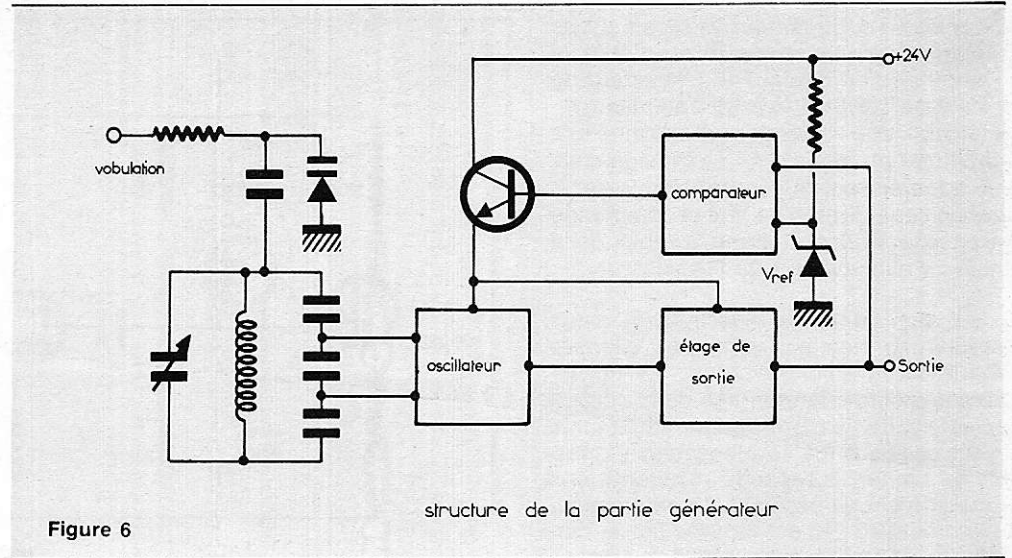 +24V
vobulation
comparateur
Vref
oscillateur
étage de
sortie
Sortie
structure de la partie générateur
Figure 6